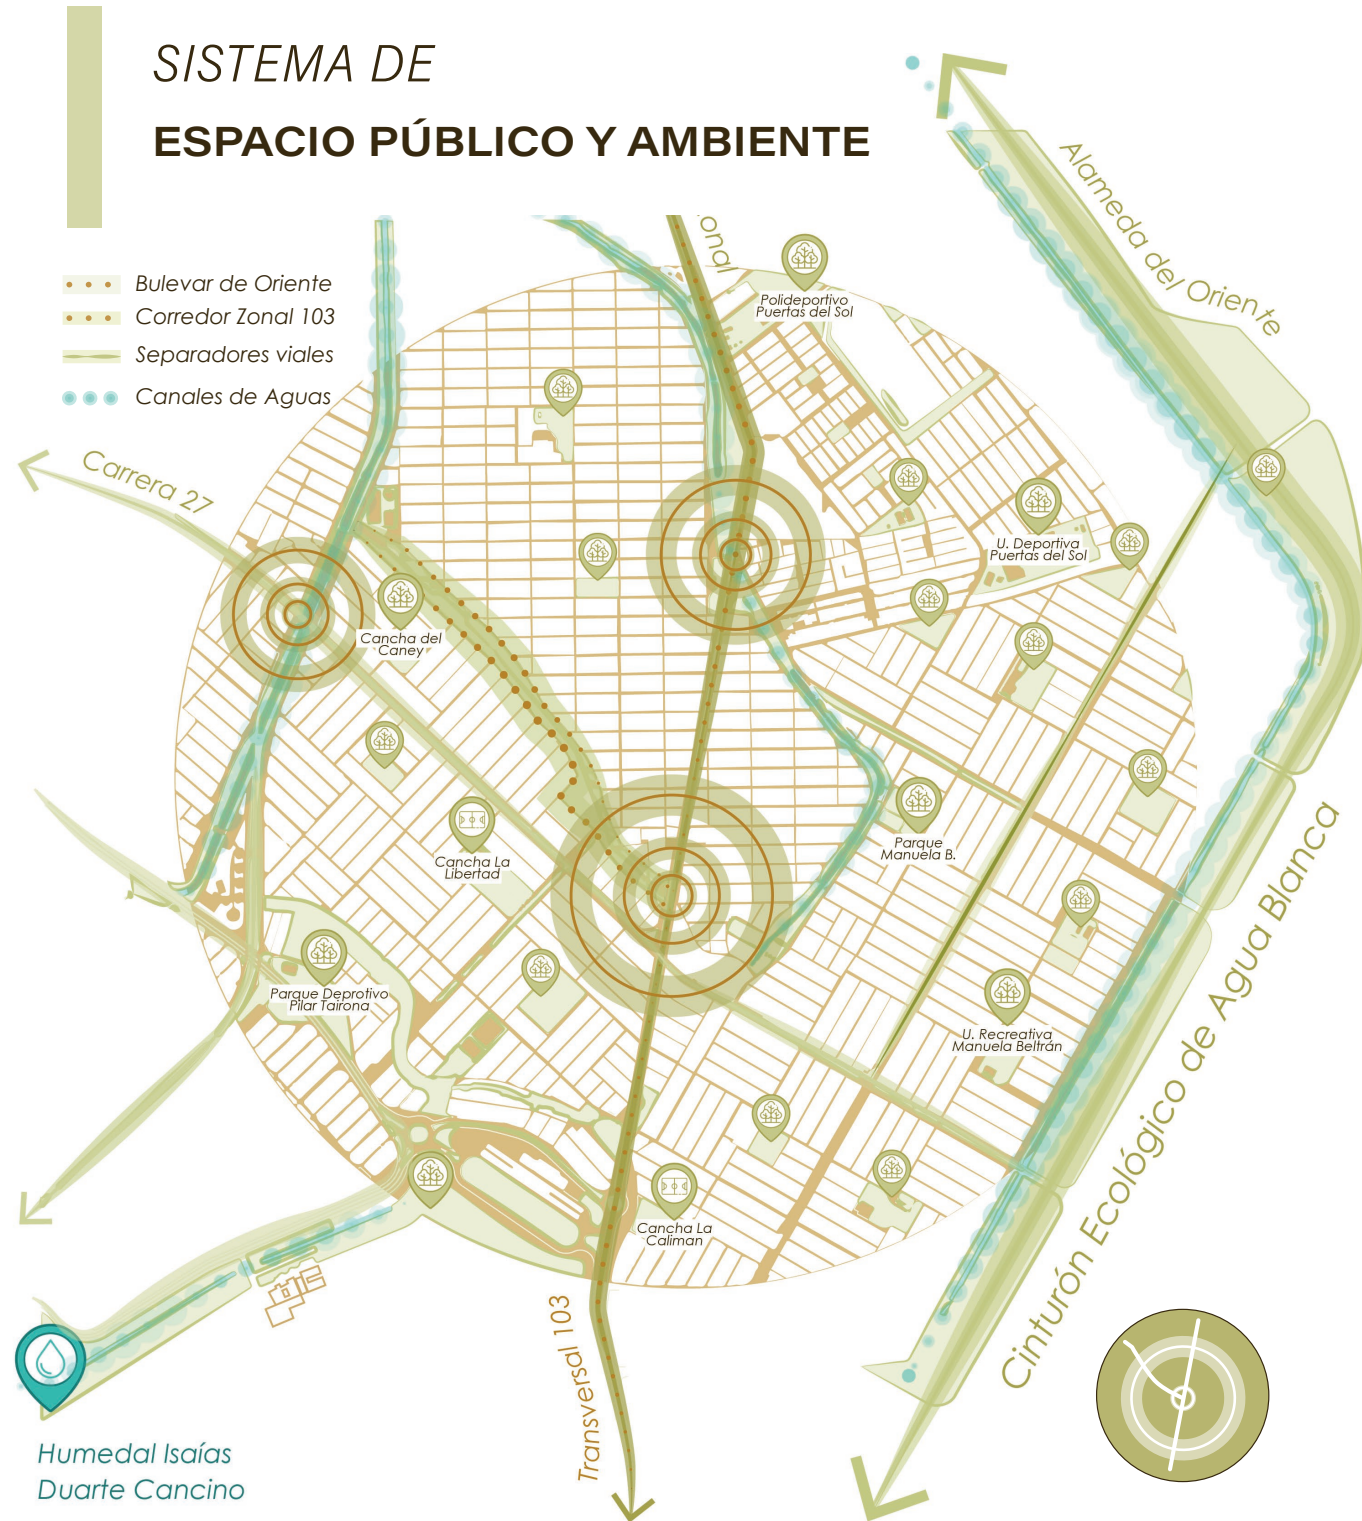 SISTEMA DE
ESPACIO PÚBLICO Y AMBIENTE
Bulevar de Oriente
Corredor Zonal 103
Separadores viales
Canales de Aguas
Alameda del Oriente
Polideportivo
Puertas del Sol
Carrera 27
U. Deportiva
Puertas del Sol
Cancha del
Caney
Cancha La
Libertad
Parque
Manuela B.
Parque Deprotivo
Pilar Tairona
U. Recreativa
Manuela Beltrán
Cinturón Ecológico de Agua Blanca
Cancha La
Caliman
Transversal 103
Humedal Isaías
Duarte Cancino